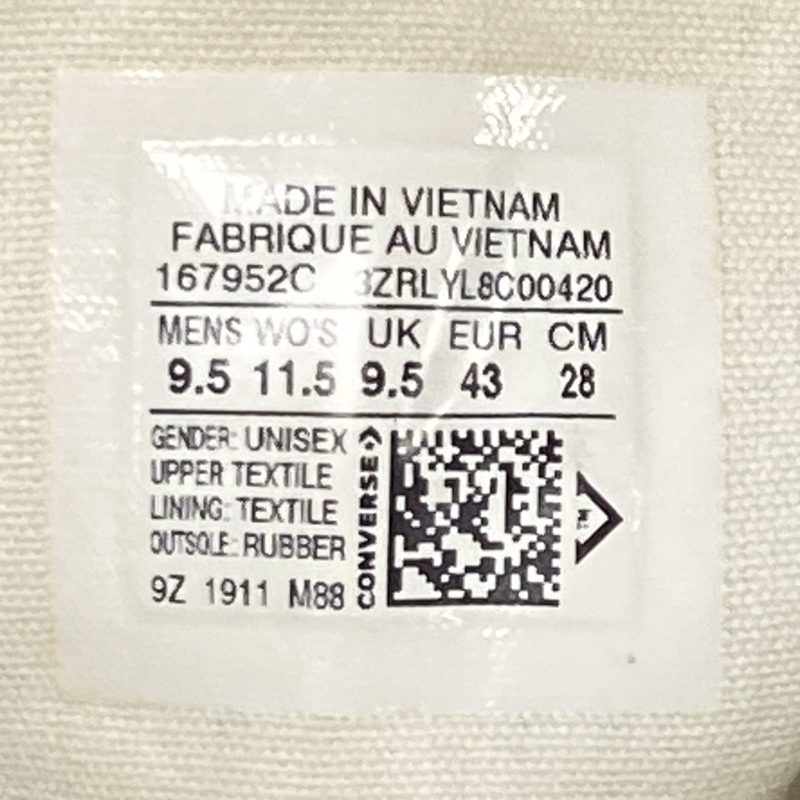 MADE IN VIETNAM
FABRIQUE AU VIETNAM
167952C 3ZRLYL8C00420
MENS WO'S UK EUR CM
9.5 11.5 9.5 43 28
GENDER: UNISEX
UPPER TEXTILE
LINING: TEXTILE
OUTSOLE: RUBBER
9Z 1911 M88
CONVERSE
TM